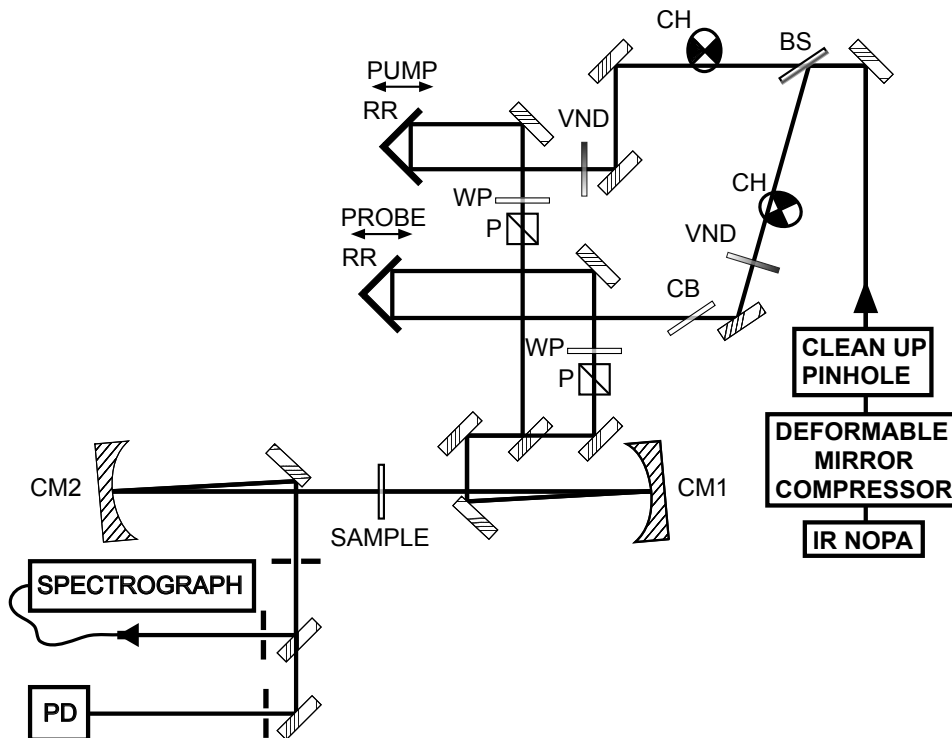 CH
BS
PUMP
RR
VND
CH
WP
PROBE
P
VND
RR
CB
WP
CLEAN UP
PINHOLE
P
DEFORMABLE
MIRROR
COMPRESSOR
CM2
CM1
SAMPLE
IR NOPA
SPECTROGRAPH
PD